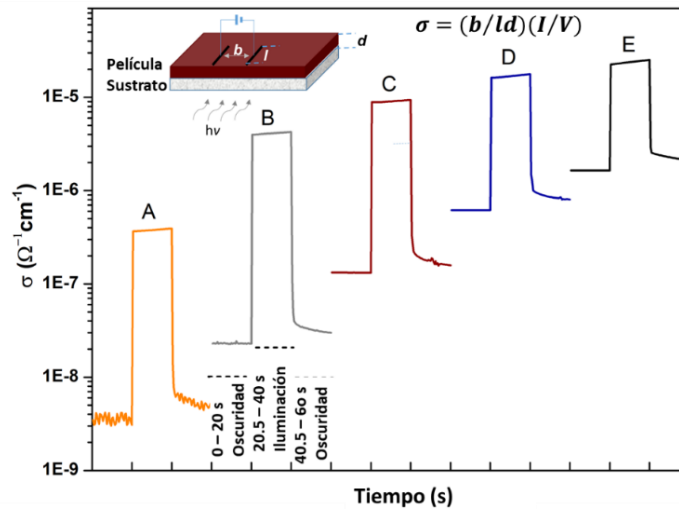 σ = (b/ld)(I/V)
d
b
l
Película
Sustrato
hν
A
B
C
D
E
1E-5
1E-6
1E-7
1E-8
1E-9
σ (Ω⁻¹cm⁻¹)
0 – 20 s
Oscuridad
20.5 – 40 s
Iluminación
40.5 – 6o s
Oscuridad
Tiempo (s)